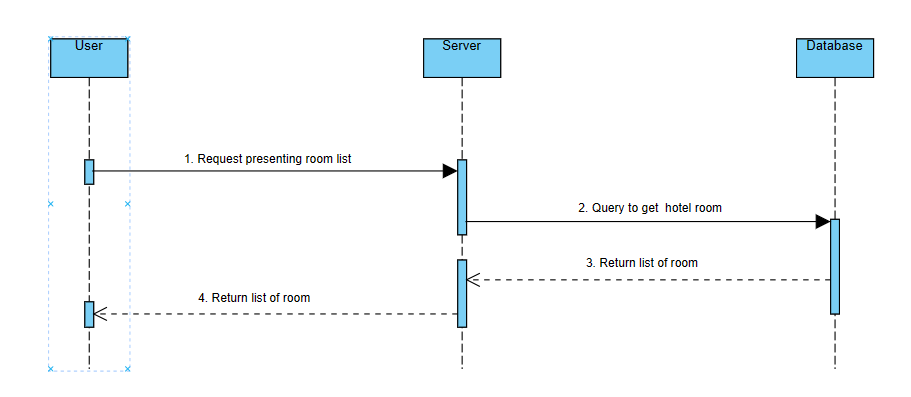 User
Server
Database
1. Request presenting room list
2. Query to get  hotel room
3. Return list of room
4. Return list of room